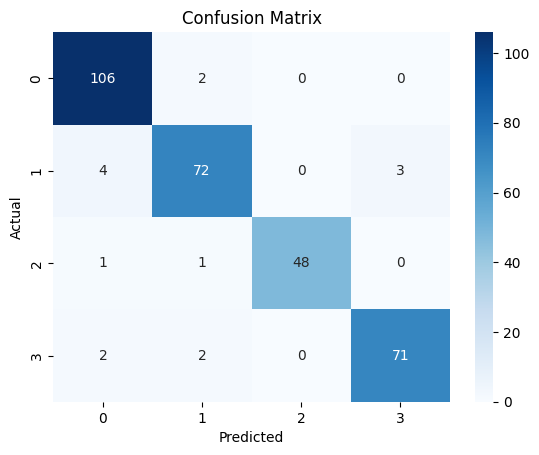 Confusion Matrix
Actual
0 106 2 0 0
1 4 72 0 3
2 1 1 48 0
3 2 2 0 71
0 1 2 3
Predicted
100
80
60
40
20
0